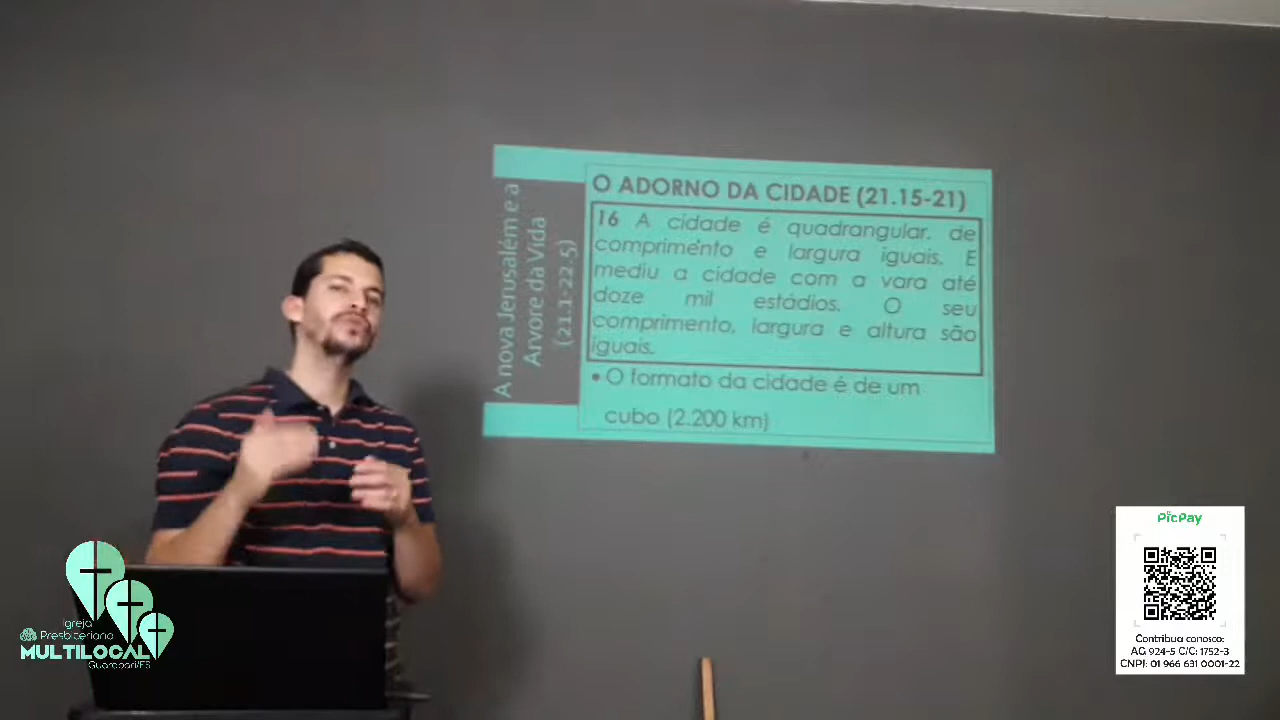 A nova Jerusalém e a
Arvore da Vida
(21.1-22.5)
O ADORNO DA CIDADE (21.15-21)
16 A cidade é quadrangular, de
comprimento e largura iguais. E
mediu a cidade com a vara até
doze mil estádios. O seu
comprimento, largura e altura são
iguais.
• O formato da cidade é de um
cubo (2.200 km)
Igreja
Presbiteriana
MULTILOCAL
Guarapari/ES
PicPay
Contribua conosco:
AG 924-5 C/C: 1752-3
CNPJ: 01 966 631 0001-22